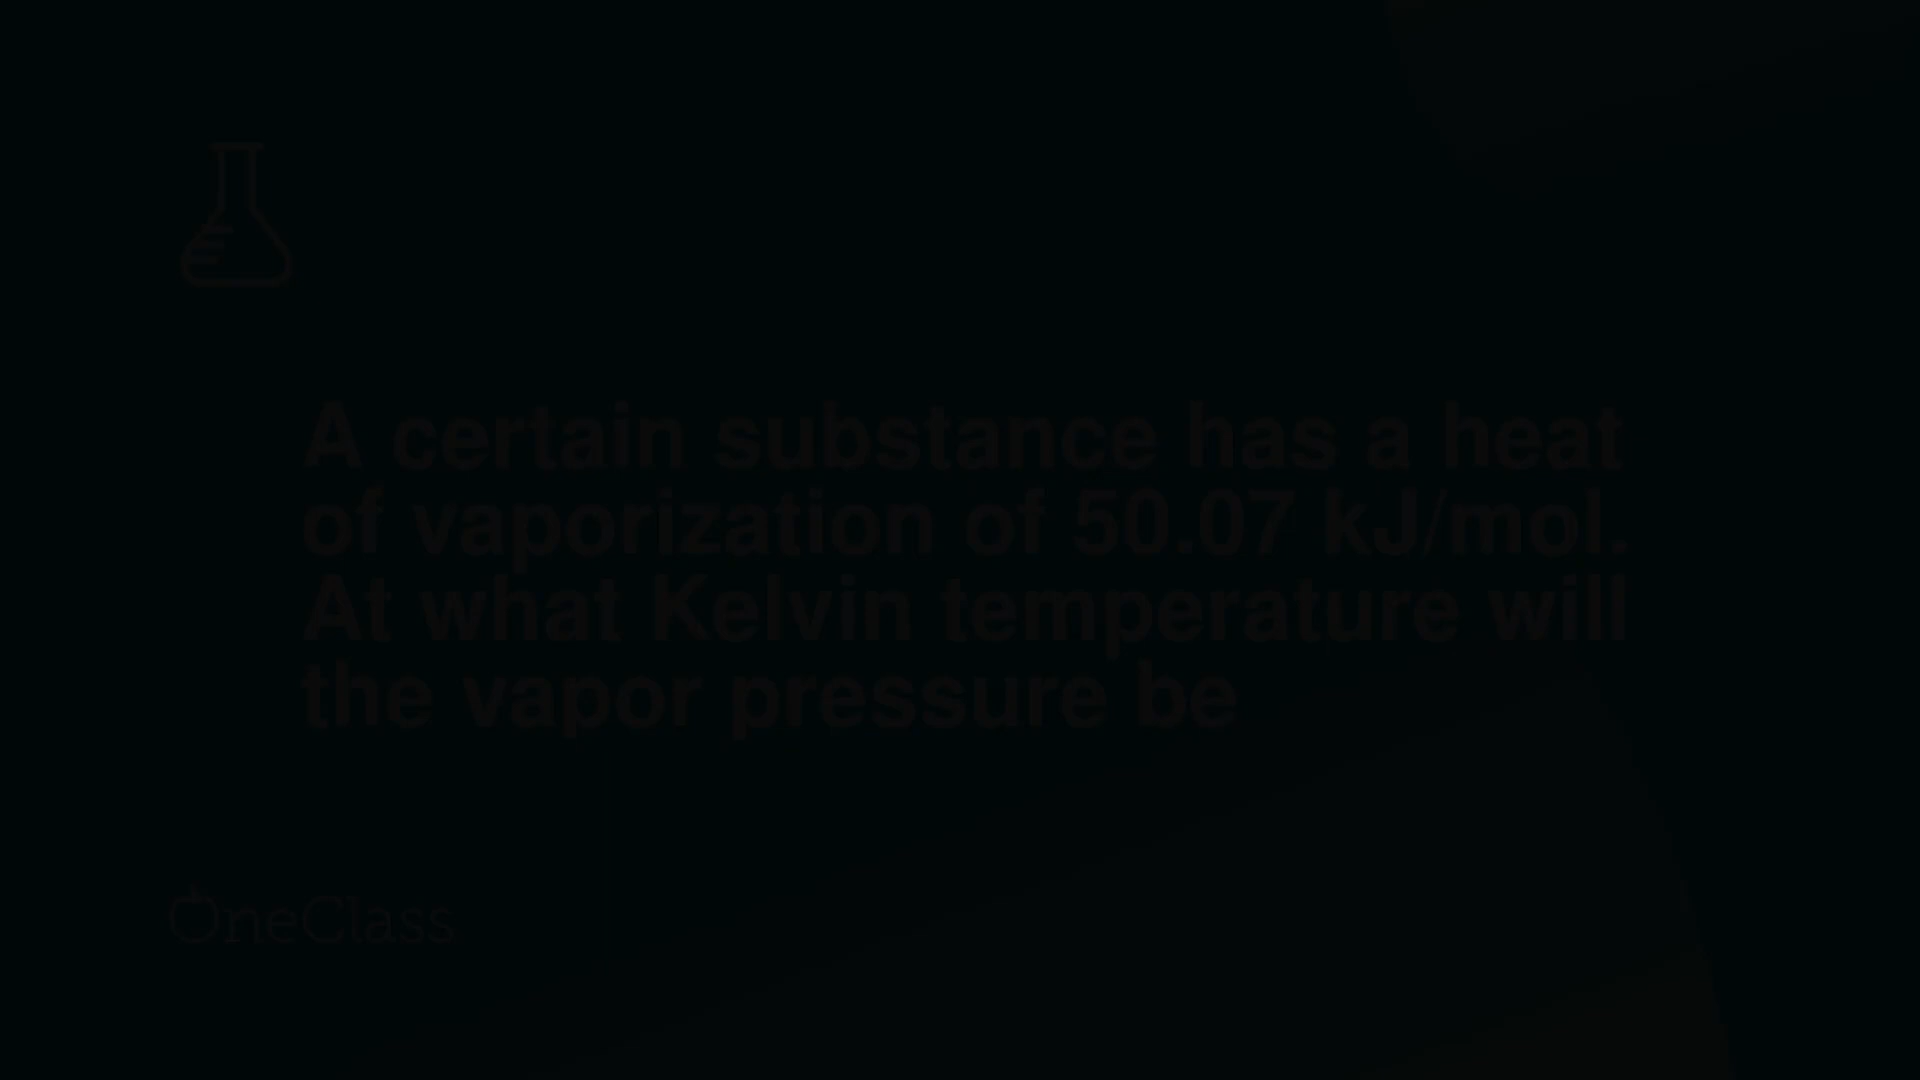 A certain substance has a heat
of vaporization of 50.07 kJ/mol.
At what Kelvin temperature will
the vapor pressure be
OneClass